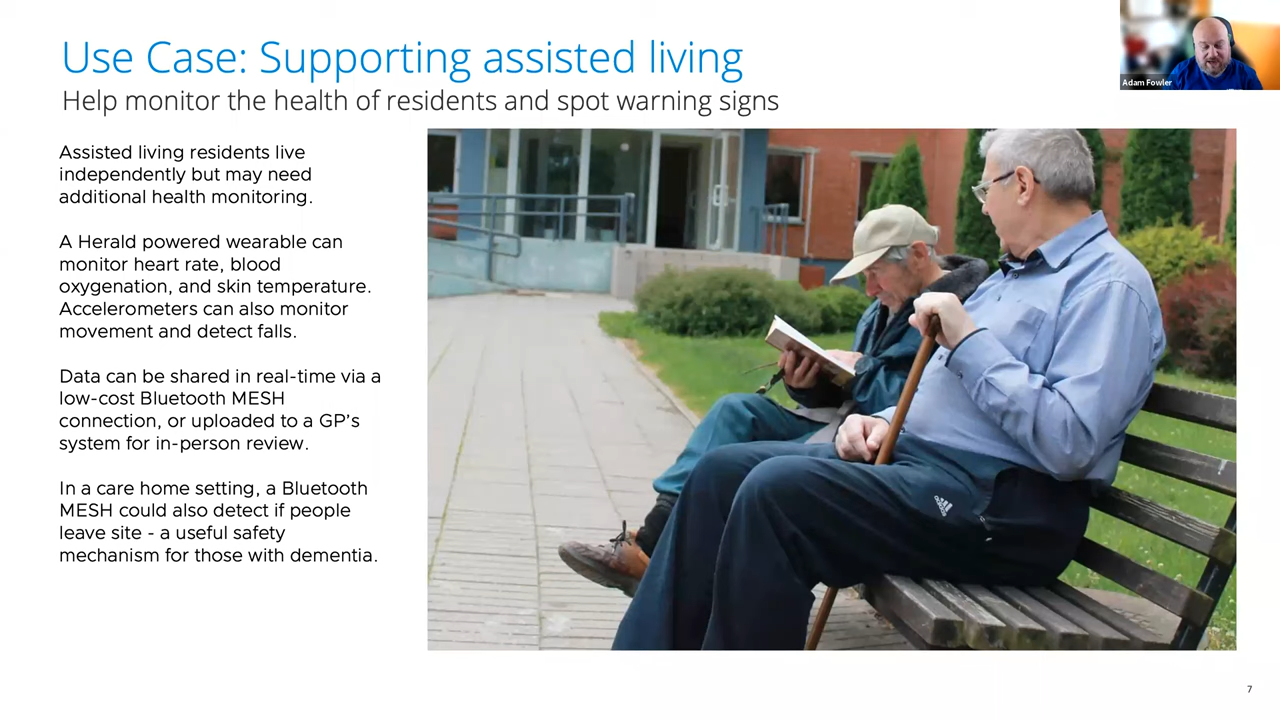 Use Case: Supporting assisted living
Help monitor the health of residents and spot warning signs
Adam Fowler
Assisted living residents live
independently but may need
additional health monitoring.
A Herald powered wearable can
monitor heart rate, blood
oxygenation, and skin temperature.
Accelerometers can also monitor
movement and detect falls.
Data can be shared in real-time via a
low-cost Bluetooth MESH
connection, or uploaded to a GP’s
system for in-person review.
In a care home setting, a Bluetooth
MESH could also detect if people
leave site - a useful safety
mechanism for those with dementia.
adidas
7